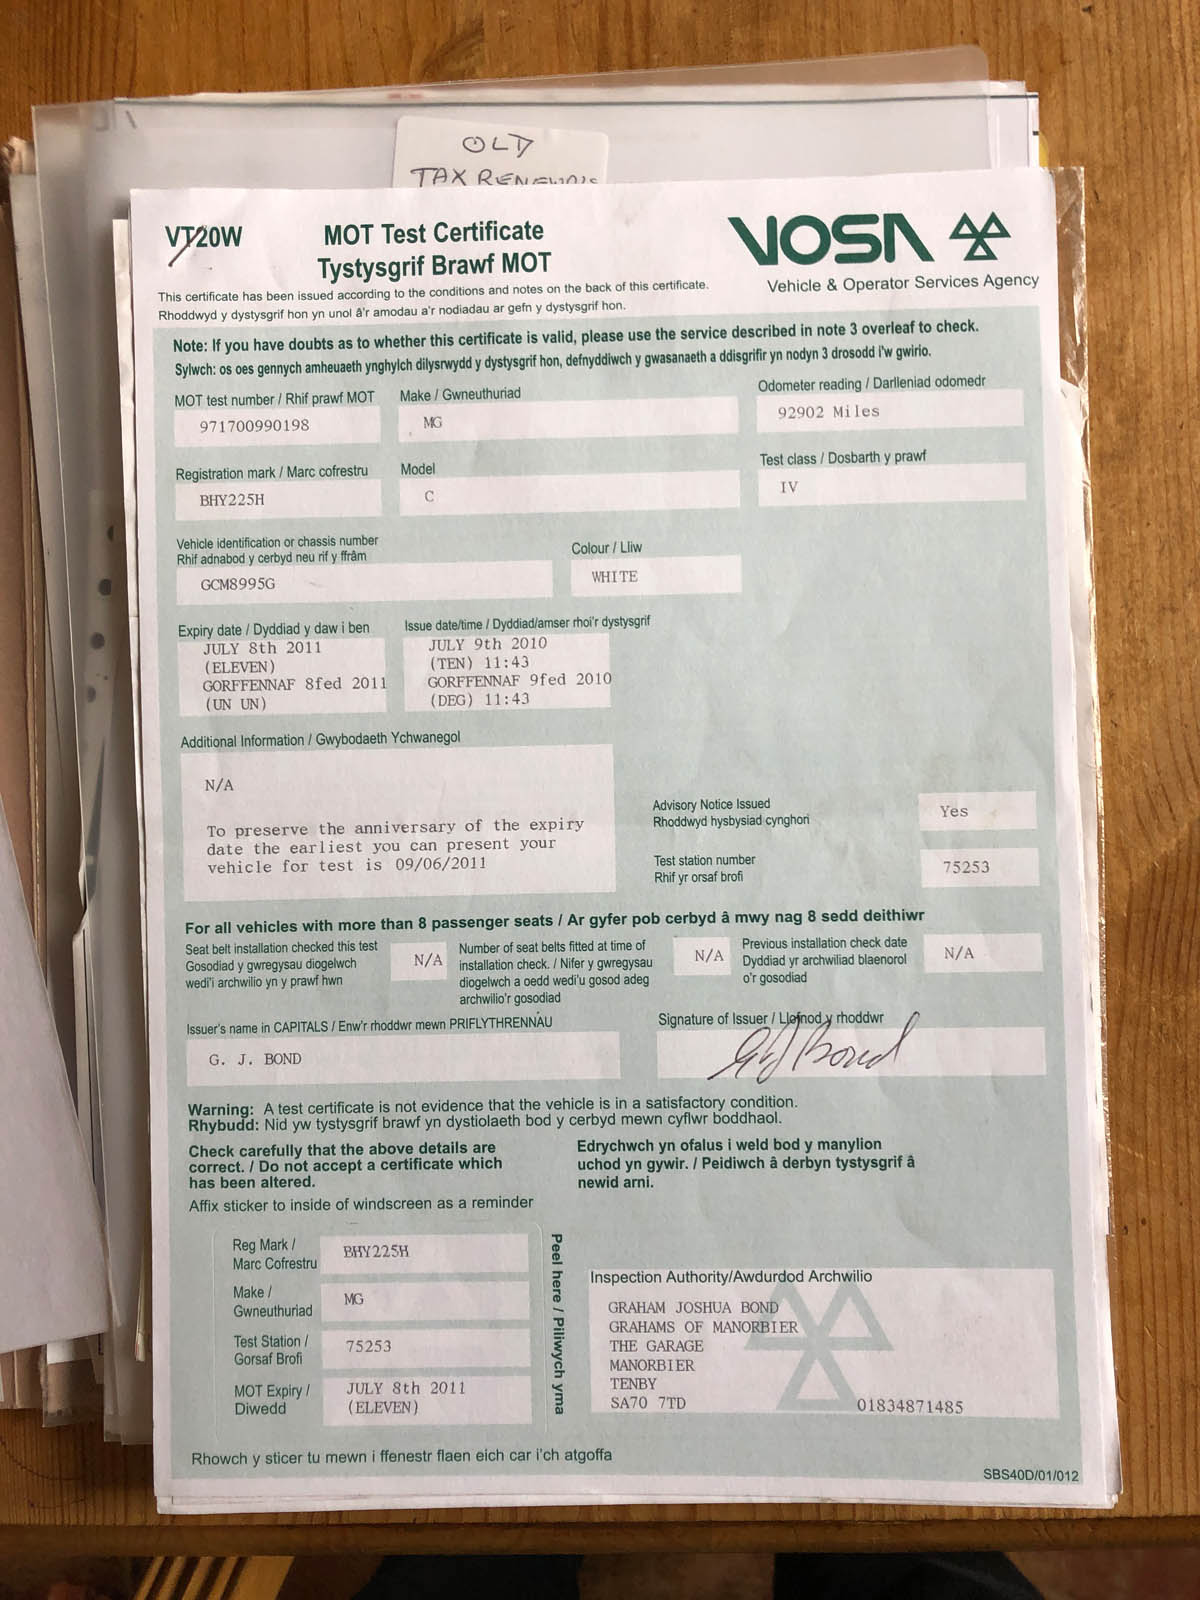 OLD
TAX RENEWALS
VT20W
MOT Test Certificate
Tystysgrif Brawf MOT
VOSA
Vehicle & Operator Services Agency
This certificate has been issued according to the conditions and notes on the back of this certificate.
Rhoddwyd y dystysgrif hon yn unol â'r amodau a'r nodiadau ar gefn y dystysgrif hon.
Note: If you have doubts as to whether this certificate is valid, please use the service described in note 3 overleaf to check.
Sylwch: os oes gennych amheuaeth ynghylch dilysrwydd y dystysgrif hon, defnyddiwch y gwasanaeth a ddisgrifir yn nodyn 3 drosodd i'w gwirio.
MOT test number / Rhif prawf MOT
971700990198
Make / Gwneuthuriad
MG
Odometer reading / Darlleniad odomedr
92902 Miles
Registration mark / Marc cofrestru
BHY225H
Model
C
Test class / Dosbarth y prawf
IV
Vehicle identification or chassis number
Rhif adnabod y cerbyd neu rif y ffrâm
GCM8995G
Colour / Lliw
WHITE
Expiry date / Dyddiad y daw i ben
JULY 8th 2011
(ELEVEN)
GORFFENNAF 8fed 2011
(UN UN)
Issue date/time / Dyddiad/amser rhoi'r dystysgrif
JULY 9th 2010
(TEN) 11:43
GORFFENNAF 9fed 2010
(DEG) 11:43
Additional Information / Gwybodaeth Ychwanegol
N/A
To preserve the anniversary of the expiry
date the earliest you can present your
vehicle for test is 09/06/2011
Advisory Notice Issued
Rhoddwyd hysbysiad cynghori
Yes
Test station number
Rhif yr orsaf brofi
75253
For all vehicles with more than 8 passenger seats / Ar gyfer pob cerbyd â mwy nag 8 sedd deithiwr
Seat belt installation checked this test
Gosodiad y gwregysau diogelwch
wedi'i archwilio yn y prawf hwn
N/A
Number of seat belts fitted at time of
installation check. / Nifer y gwregysau
diogelwch a oedd wedi'u gosod adeg
archwilio'r gosodiad
N/A
Previous installation check date
Dyddiad yr archwiliad blaenorol
o'r gosodiad
N/A
Issuer's name in CAPITALS / Enw'r rhoddwr mewn PRIFLYTHRENNAU
G. J. BOND
Signature of Issuer / Llofnod y rhoddwr
G J Bond
Warning: A test certificate is not evidence that the vehicle is in a satisfactory condition.
Rhybudd: Nid yw tystysgrif brawf yn dystiolaeth bod y cerbyd mewn cyflwr boddhaol.
Check carefully that the above details are
correct. / Do not accept a certificate which
has been altered.
Edrychwch yn ofalus i weld bod y manylion
uchod yn gywir. / Peidiwch â derbyn tystysgrif â
newid arni.
Affix sticker to inside of windscreen as a reminder
Reg Mark /
Marc Cofrestru
BHY225H
Make /
Gwneuthuriad
MG
Test Station /
Gorsaf Brofi
75253
MOT Expiry /
Diwedd
JULY 8th 2011
(ELEVEN)
Peel here / Piliwych yma
Inspection Authority/Awdurdod Archwilio
GRAHAM JOSHUA BOND
GRAHAMS OF MANORBIER
THE GARAGE
MANORBIER
TENBY
SA70 7TD
01834871485
Rhowch y sticer tu mewn i ffenestr flaen eich car i'ch atgoffa
SBS40D/01/012